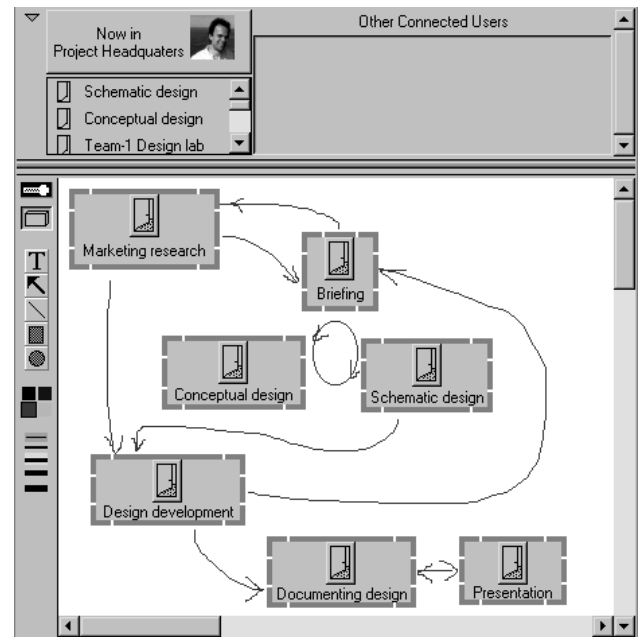 Now in
Project Headquaters
Other Connected Users
Schematic design
Conceptual design
Team-1 Design lab
T
Marketing research
Briefing
Conceptual design
Schematic design
Design development
Documenting design
Presentation